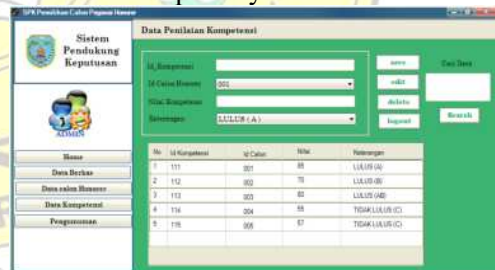 SPK Pemilihan Calon Pegawai Honorer
Sistem
Pendukung
Keputusan
ADMIN
Home
Data Berkas
Data calon Honorer
Data Kompetensi
Pengumuman
Data Penilaian Kompetensi
Id_Kompetensi
Id Calon Honorer 001
Nilai Kompetensi
Keterangan LULUS ( A )
save
edit
delete
logout
Cari Data
Search
No Id Kompetensi Id Calon Nilai Keterangan
1 111 001 85 LULUS (A)
2 112 002 70 LULUS (B)
3 113 003 80 LULUS (AB)
4 114 004 55 TIDAK LULUS (C)
5 115 005 57 TIDAK LULUS (C)